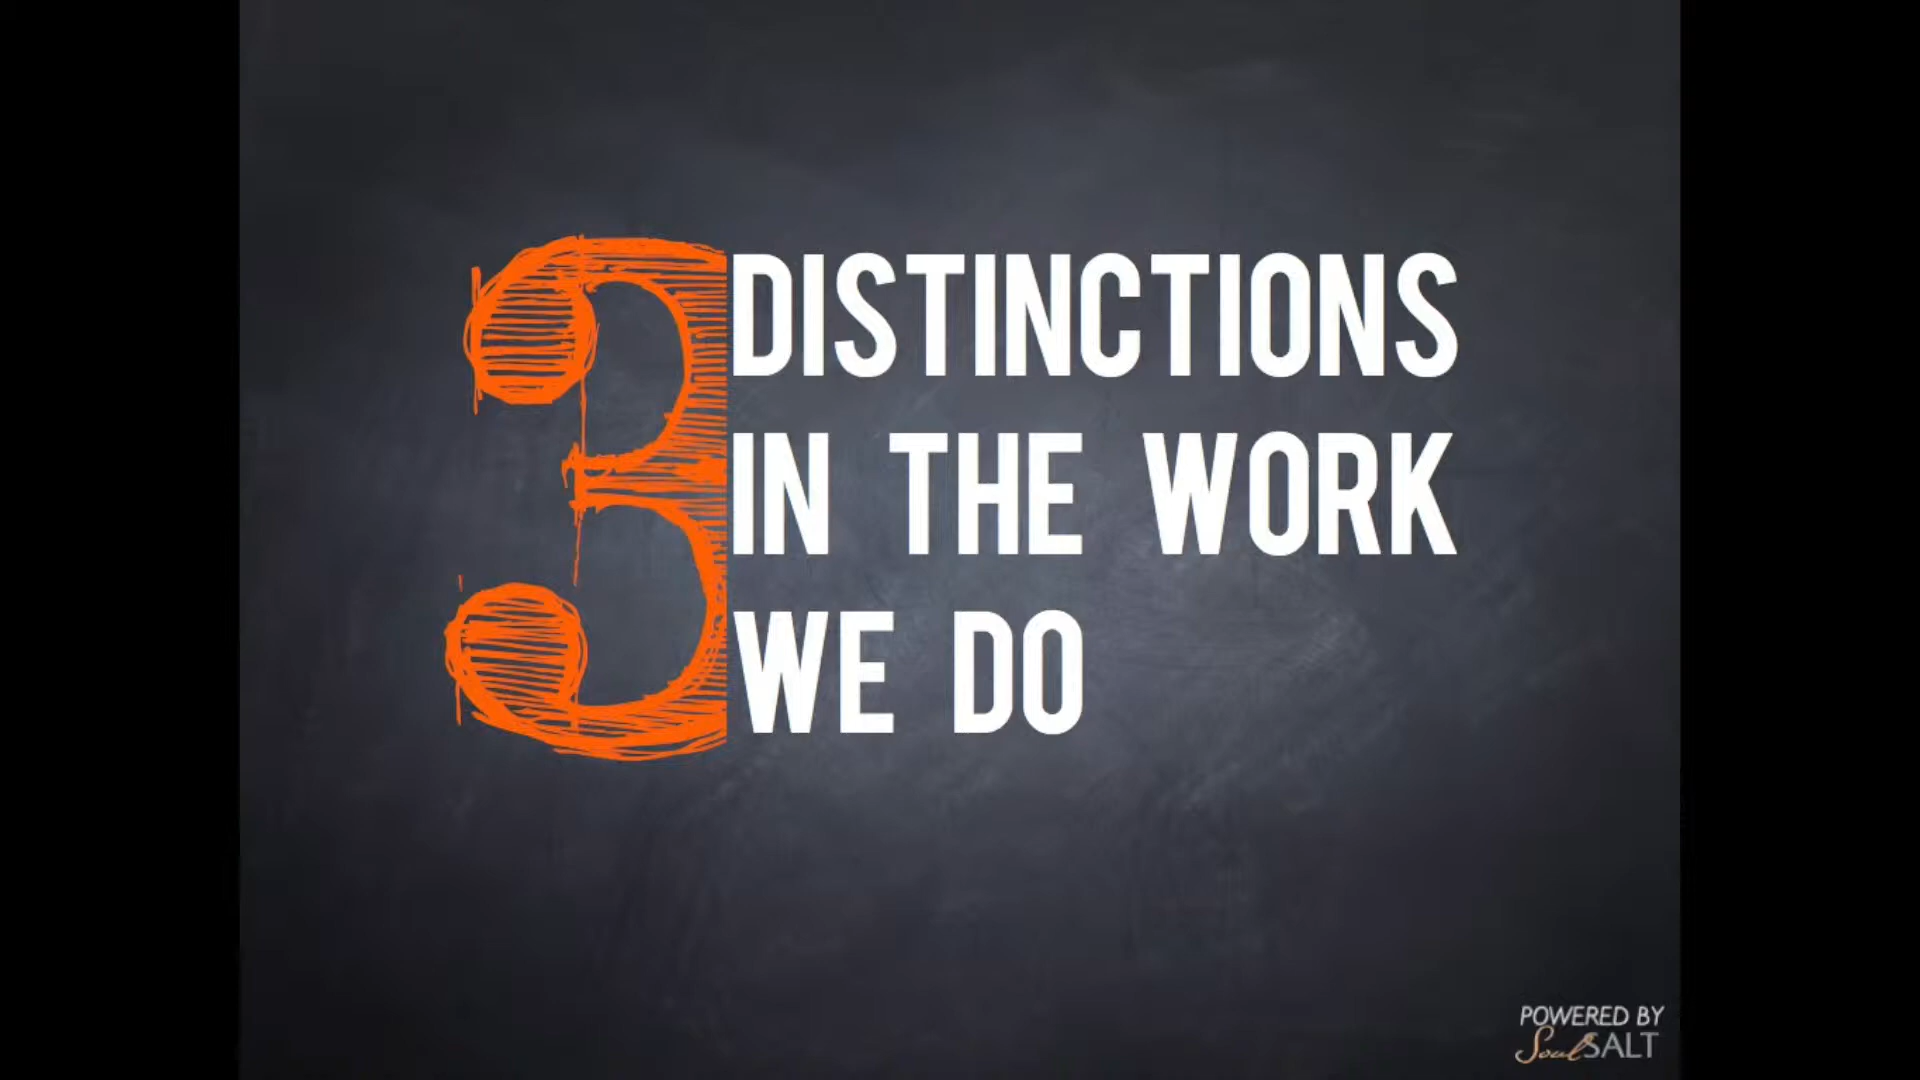 3 DISTINCTIONS
IN THE WORK
WE DO
POWERED BY
SoulSALT